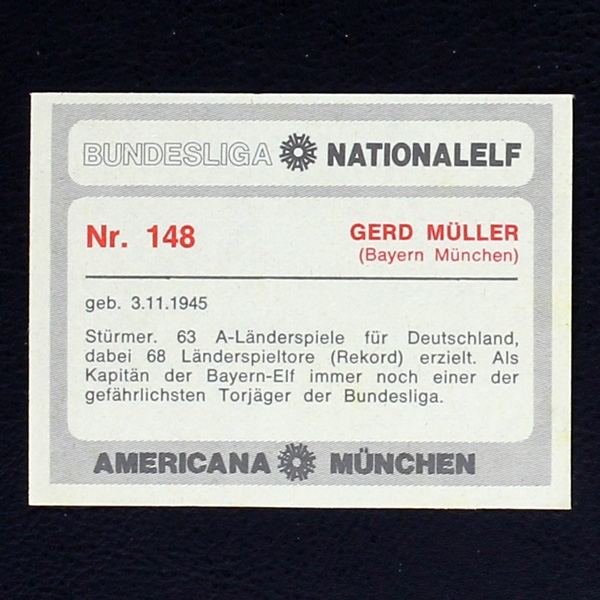 BUNDESLIGA NATIONALELF
Nr. 148 GERD MÜLLER
(Bayern München)
geb. 3.11.1945
Stürmer. 63 A-Länderspiele für Deutschland,
dabei 68 Länderspieltore (Rekord) erzielt. Als
Kapitän der Bayern-Elf immer noch einer der
gefährlichsten Torjäger der Bundesliga.
AMERICANA MÜNCHEN